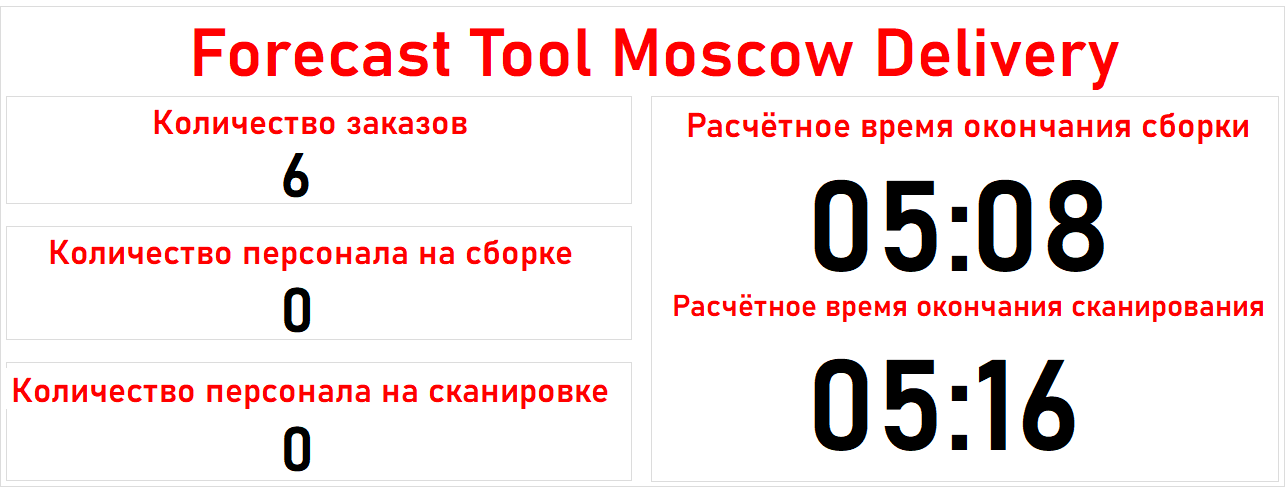 Forecast Tool Moscow Delivery
Количество заказов
6
Количество персонала на сборке
0
Количество персонала на сканировке
0
Расчётное время окончания сборки
05:08
Расчётное время окончания сканирования
05:16